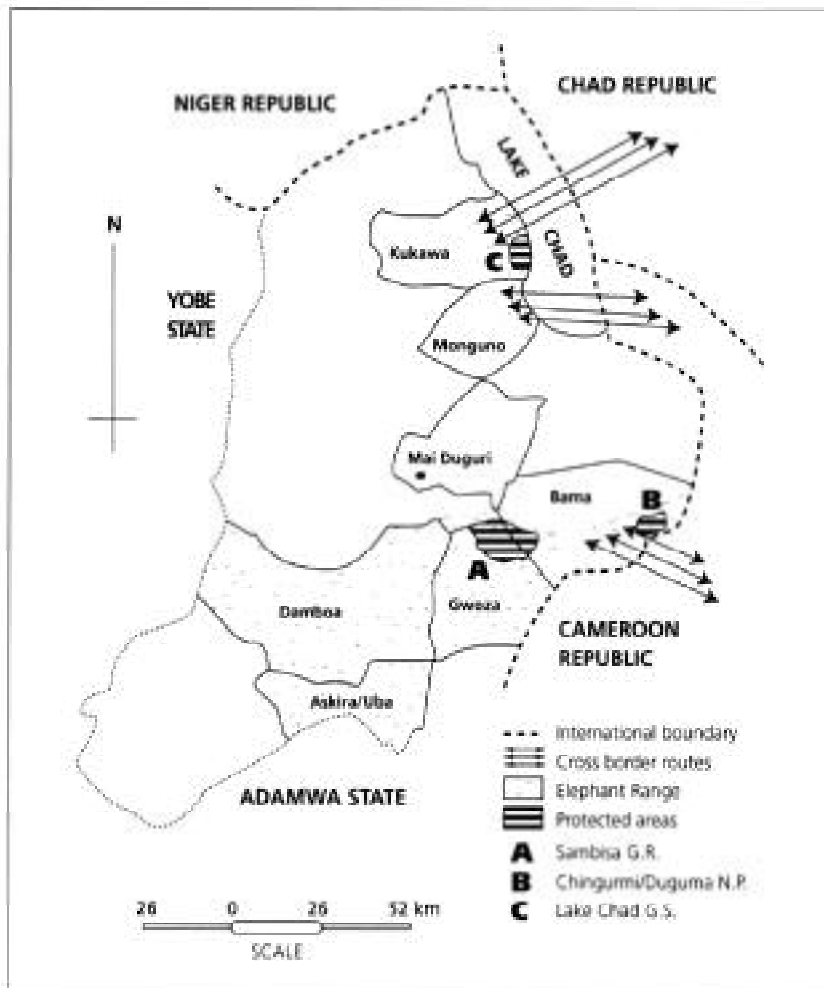 CHAD REPUBLIC
NIGER REPUBLIC
LAKE
N
Kukawa
C
CHAD
YOBE
STATE
Monguno
Mai Duguri
Bama
B
A
Damboa
Gwoza
CAMEROON
REPUBLIC
Askira/Uba
ADAMWA STATE
International boundary
Cross border routes
Elephant Range
Protected areas
A Sambisa G.R.
B Chingurmi/Duguma N.P.
C Lake Chad G.S.
26 0 26 52 km
SCALE